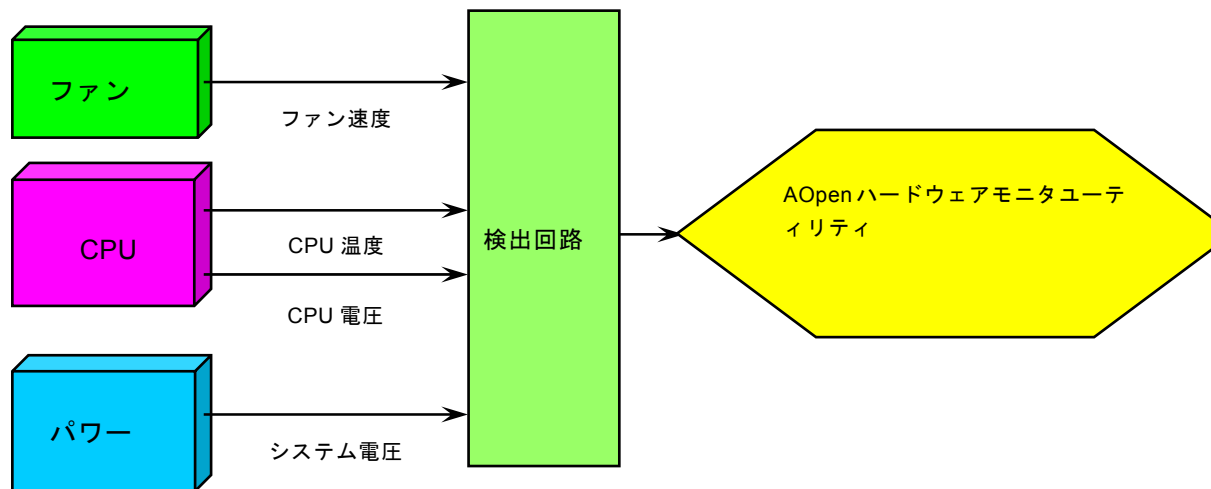 ファン
ファン速度
CPU
CPU 温度
CPU 電圧
パワー
システム電圧
検出回路
AOpen ハードウェアモニタユーテ
ィリティ